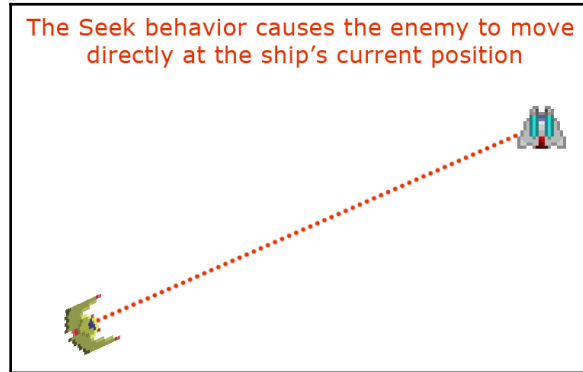 The Seek behavior causes the enemy to move
directly at the ship’s current position